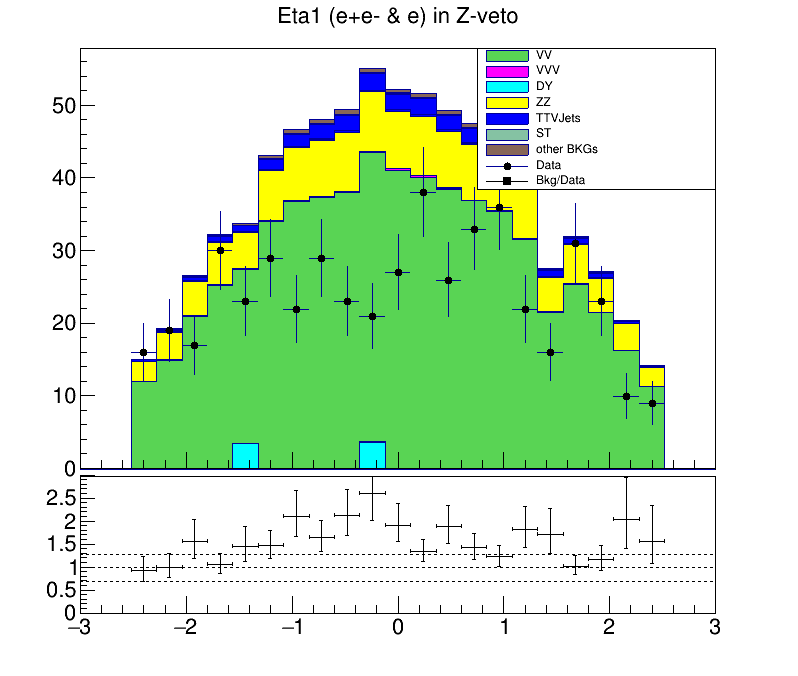 Eta1 (e+e- & e) in Z-veto
VV
VVV
DY
ZZ
TTVJets
ST
other BKGs
Data
Bkg/Data
50
40
30
20
10
0
2.5
2
1.5
1
0.5
0
−3 −2 −1 0 1 2 3